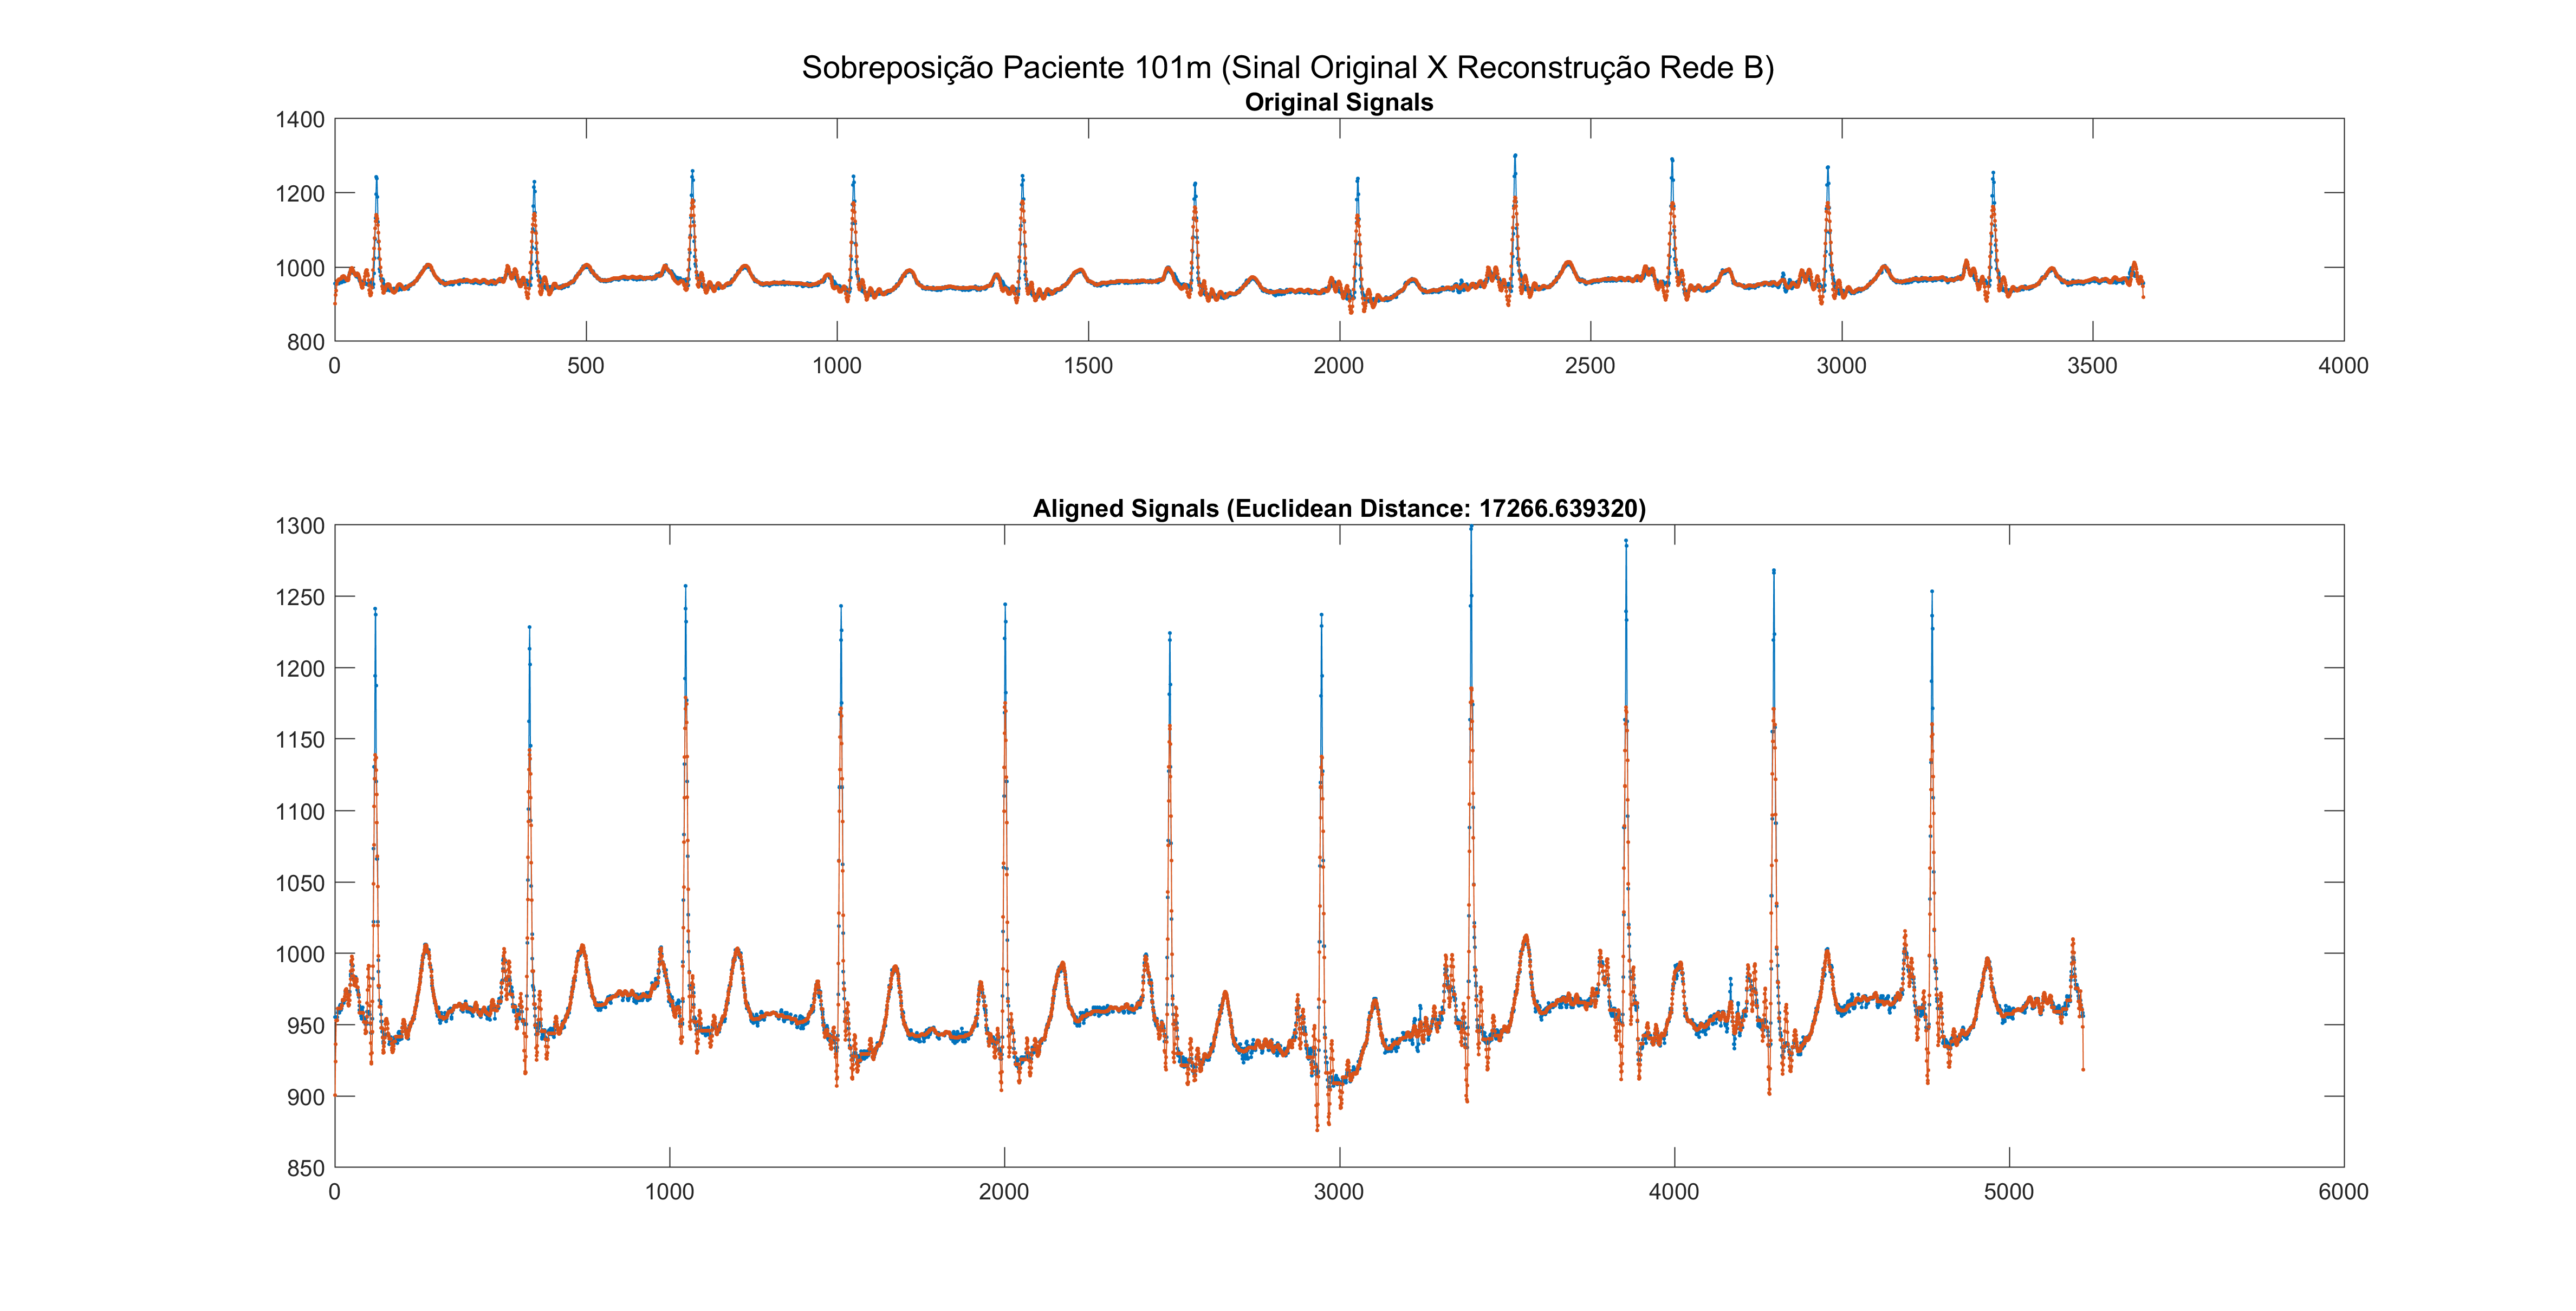 Sobreposição Paciente 101m (Sinal Original X Reconstrução Rede B)
Original Signals
1400
1200
1000
800
0 500 1000 1500 2000 2500 3000 3500 4000
Aligned Signals (Euclidean Distance: 17266.639320)
1300
1250
1200
1150
1100
1050
1000
950
900
850
0 1000 2000 3000 4000 5000 6000